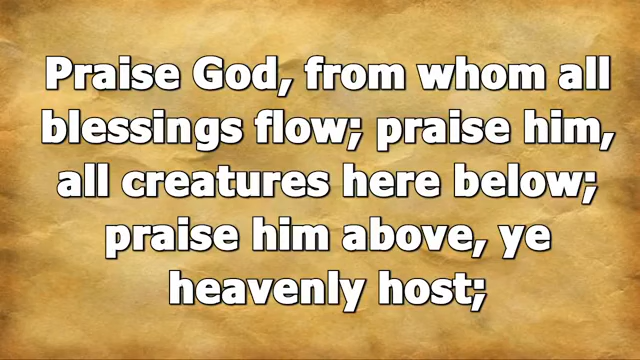 Praise God, from whom all
blessings flow; praise him,
all creatures here below;
praise him above, ye
heavenly host;